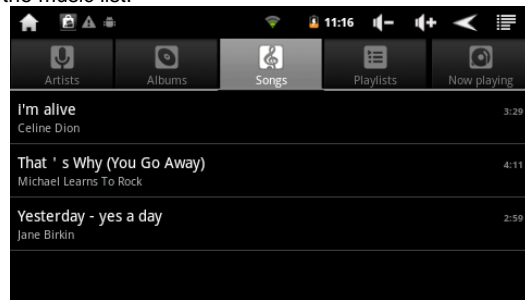 the music list.
11:16
Artists Albums Songs Playlists Now playing
i'm alive 3:29
Celine Dion
That ' s Why (You Go Away) 4:11
Michael Learns To Rock
Yesterday - yes a day 2:59
Jane Birkin